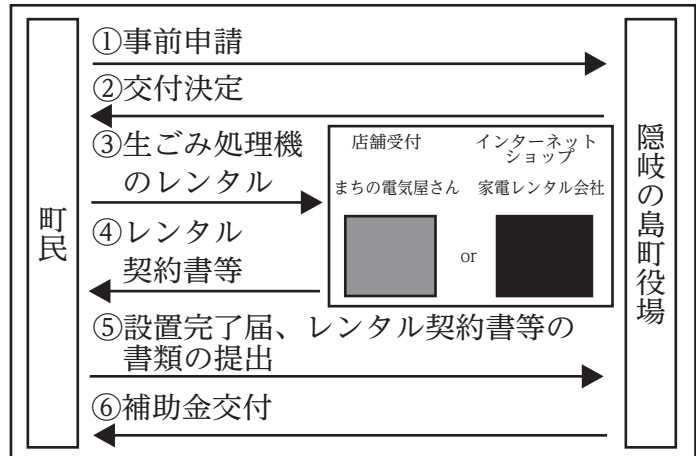 ①事前申請
②交付決定
③生ごみ処理機
のレンタル
④レンタル
契約書等
店舗受付
インターネット
ショップ
まちの電気屋さん
家電レンタル会社
or
⑤設置完了届、レンタル契約書等の
書類の提出
⑥補助金交付
町民
隠岐の島町役場